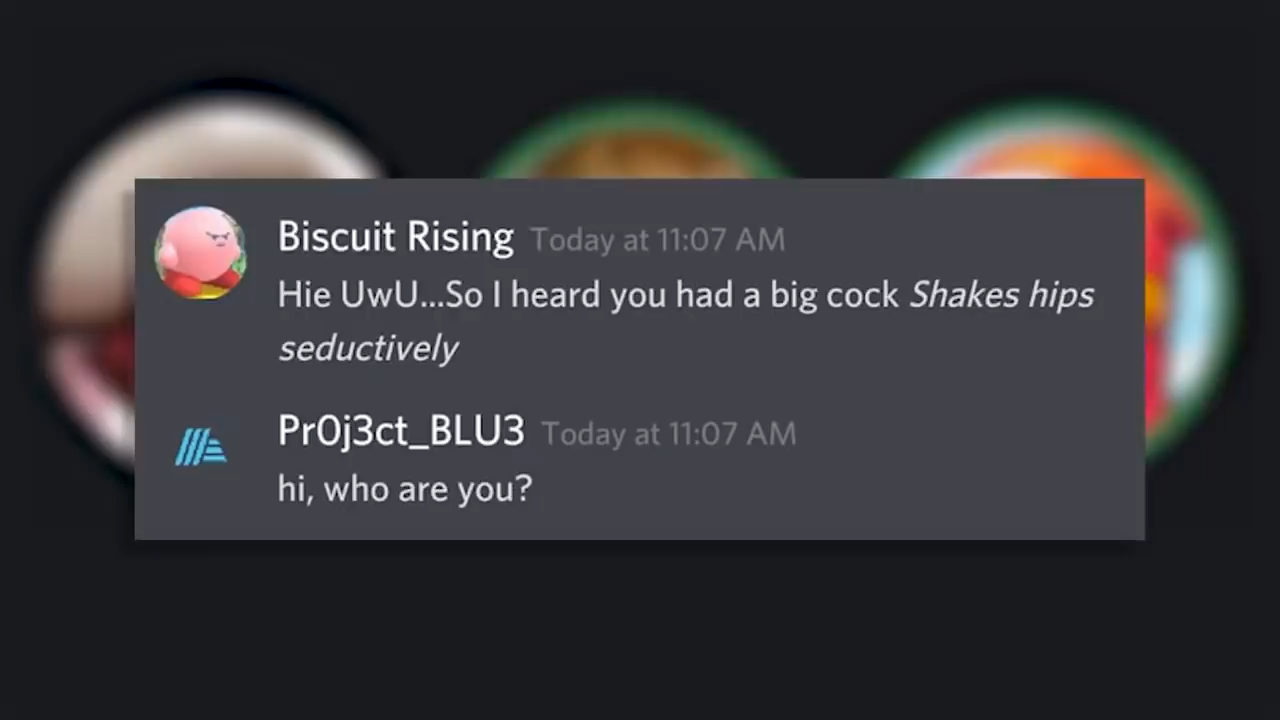 Biscuit Rising Today at 11:07 AM
Hie UwU...So I heard you had a big cock Shakes hips
seductively
Pr0j3ct_BLU3 Today at 11:07 AM
hi, who are you?